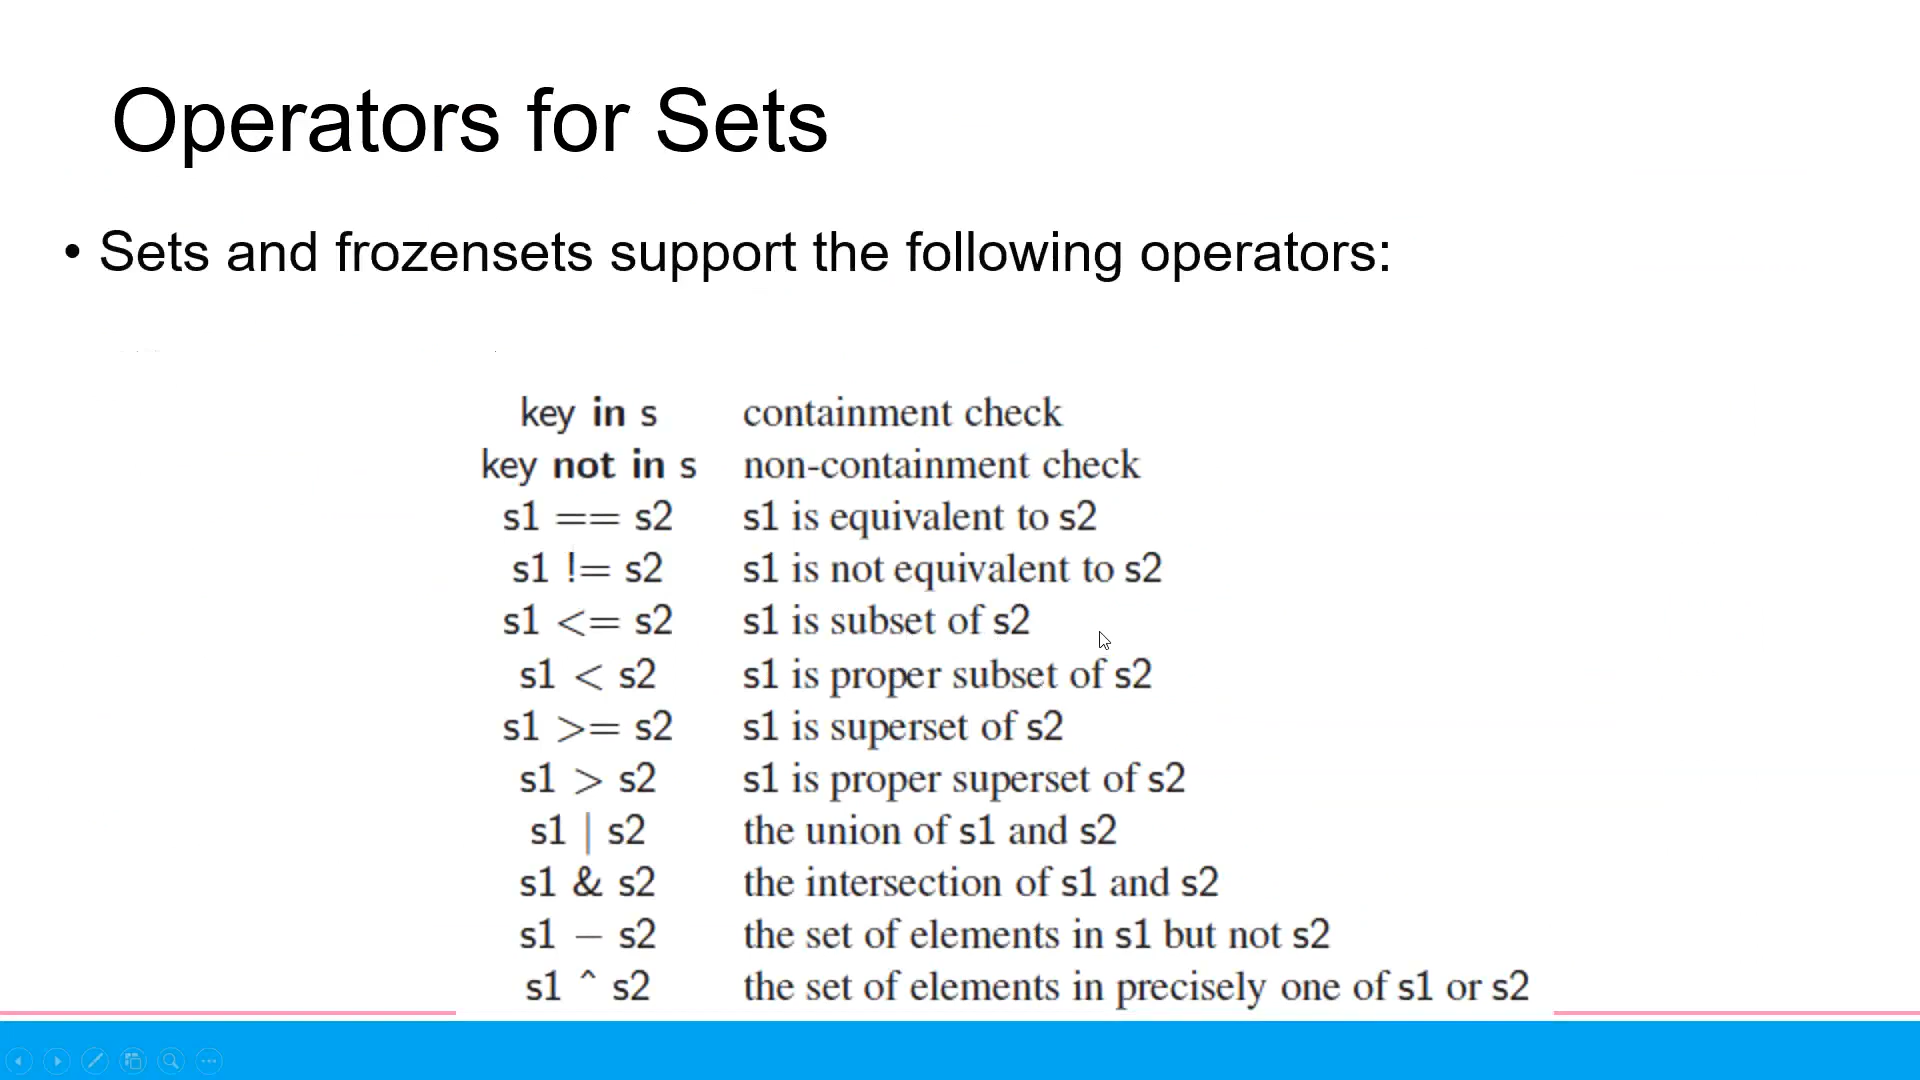 Operators for Sets
• Sets and frozensets support the following operators:
key in s containment check
key not in s non-containment check
s1 == s2 s1 is equivalent to s2
s1 != s2 s1 is not equivalent to s2
s1 <= s2 s1 is subset of s2
s1 < s2 s1 is proper subset of s2
s1 >= s2 s1 is superset of s2
s1 > s2 s1 is proper superset of s2
s1 | s2 the union of s1 and s2
s1 & s2 the intersection of s1 and s2
s1 − s2 the set of elements in s1 but not s2
s1 ^ s2 the set of elements in precisely one of s1 or s2